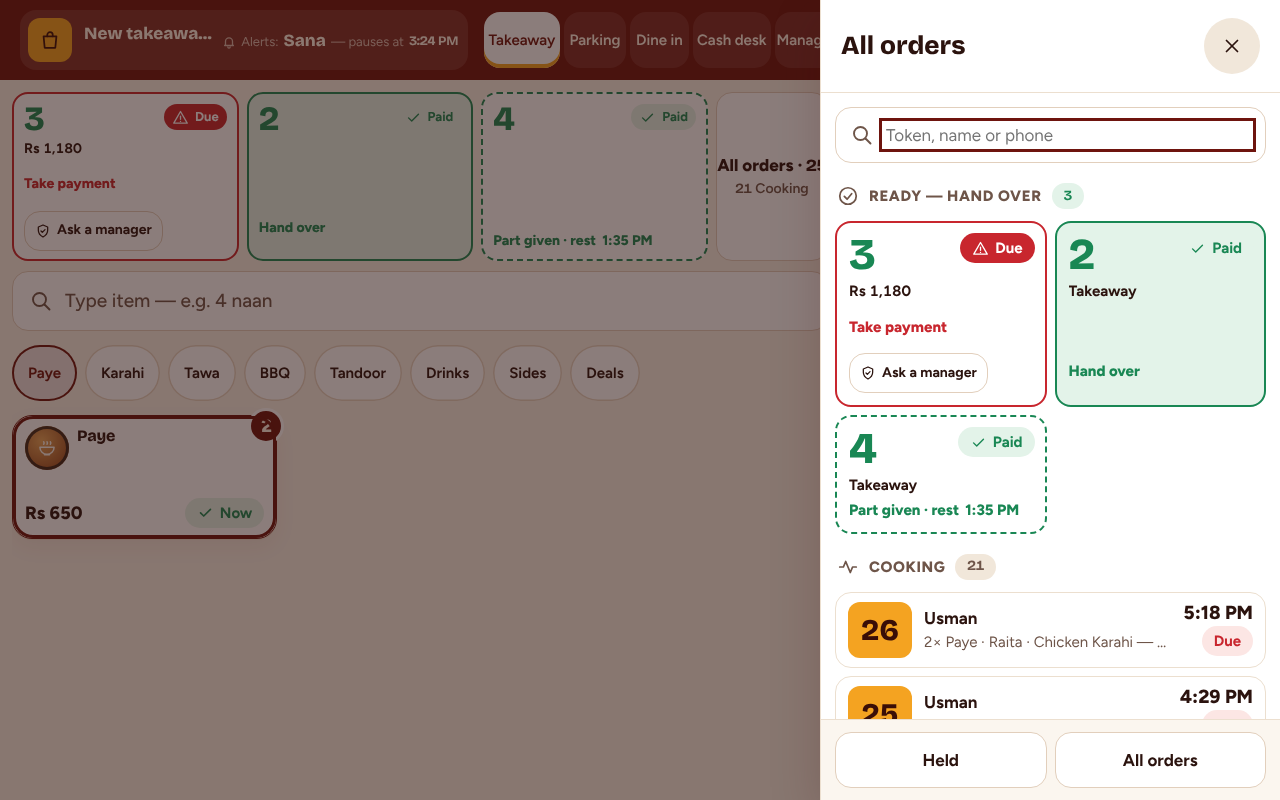 New takeawa...
Alerts: Sana — pauses at 3:24 PM
Takeaway
Parking
Dine in
Cash desk
Manag
3
Due
Rs 1,180
Take payment
Ask a manager
2
Paid
Hand over
4
Paid
Part given · rest 1:35 PM
All orders · 25
21 Cooking
Type item — e.g. 4 naan
Paye
Karahi
Tawa
BBQ
Tandoor
Drinks
Sides
Deals
Paye
2
Rs 650
Now
All orders
Token, name or phone
READY — HAND OVER 3
3
Due
Rs 1,180
Take payment
Ask a manager
2
Paid
Takeaway
Hand over
4
Paid
Takeaway
Part given · rest 1:35 PM
COOKING 21
26
Usman
5:18 PM
2× Paye · Raita · Chicken Karahi — ...
Due
25
Usman
4:29 PM
Held
All orders